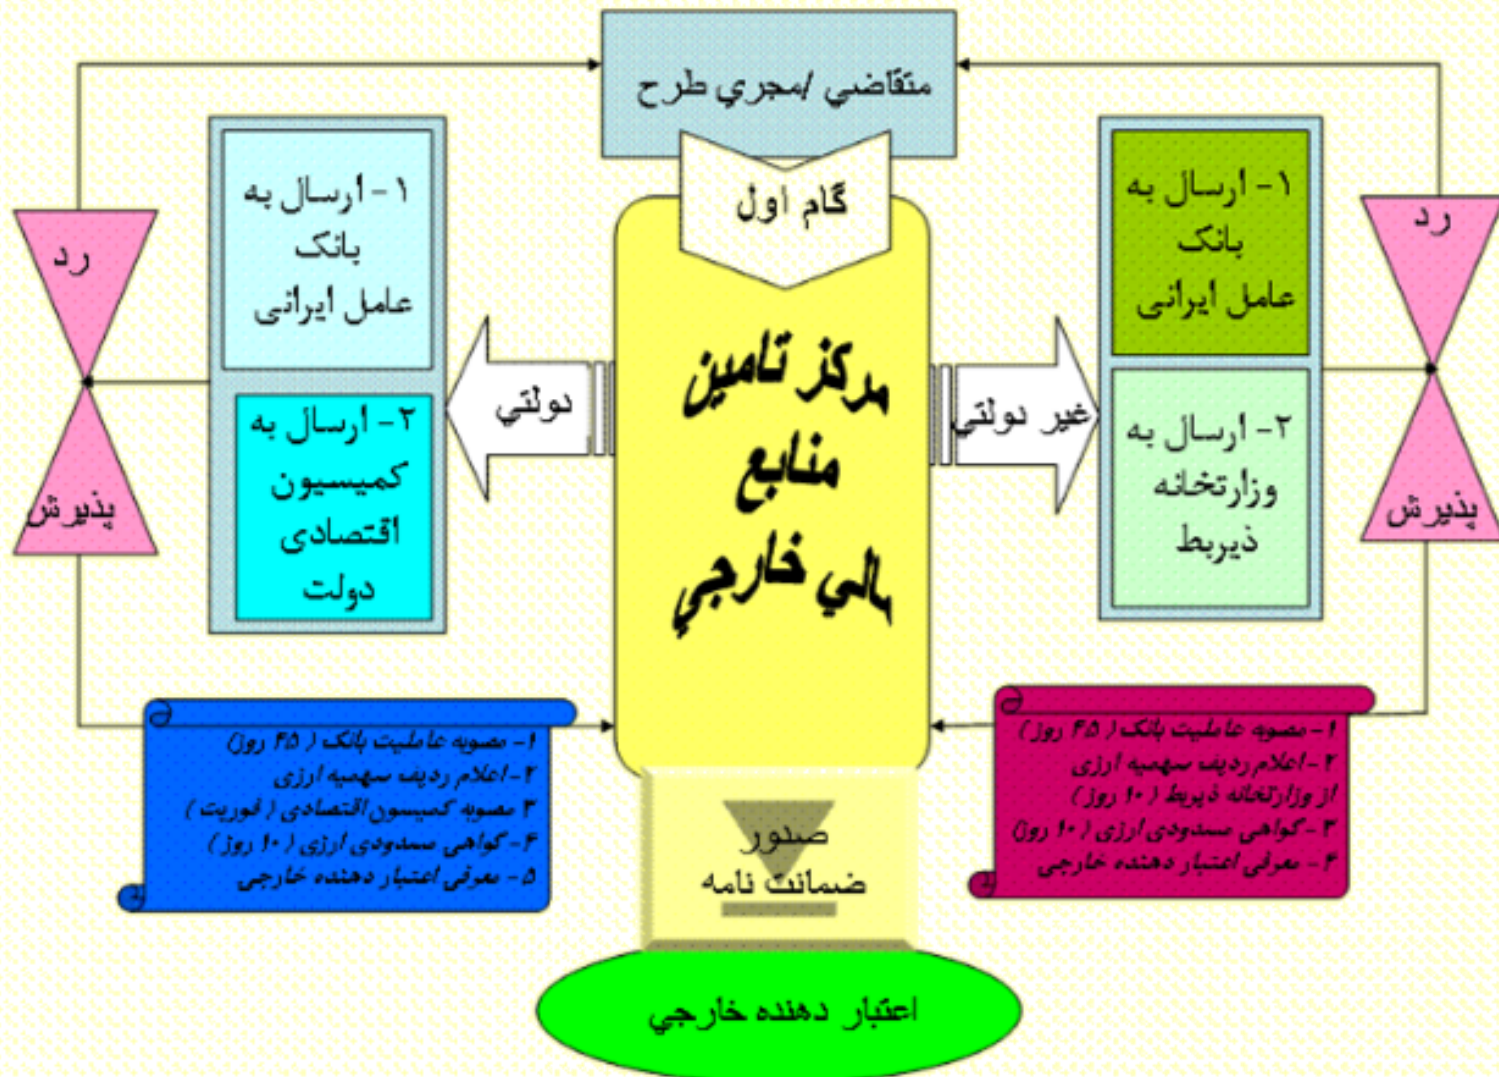 متقاضي /مجري طرح
گام اول
مركز تامين
منابع
مالي خارجي
غير دولتي
۱- ارسال به
بانک
عامل ایرانی
۲- ارسال به
وزارتخانه
ذیربط
رد
پذيرش
دولتي
۱- ارسال به
بانک
عامل ایرانی
۲- ارسال به
کمیسیون
اقتصادی
دولت
رد
پذيرش
۱- مصوبه عاملیت بانک ( ۴۵ روز)
۲-اعلام ردیف سهمیه ارزی
از وزارتخانه ذیربط ( ۱۰ روز)
۳-گواهی مسدودی ارزی ( ۱۰ روز)
۴- معرفی اعتبار دهنده خارجی
۱- مصوبه عاملیت بانک ( ۴۵ روز)
۲-اعلام ردیف سهمیه ارزی
۳ مصوبه کمیسون اقتصادی ( فوریت )
۴-گواهی مسدودی ارزی ( ۱۰ روز )
۵- معرفی اعتبار دهنده خارجی
صدور
ضمانت نامه
اعتبار دهنده خارجي